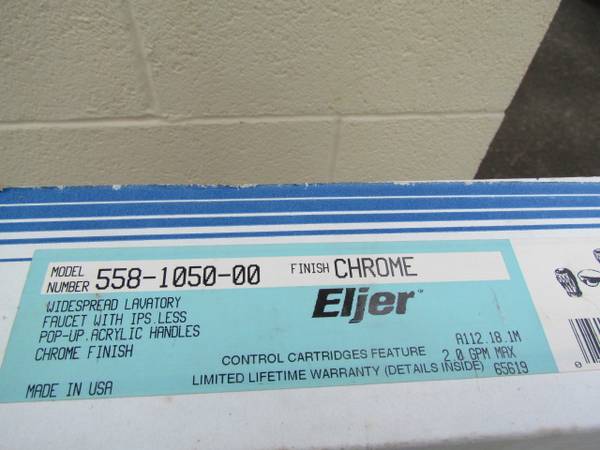 MODEL NUMBER 558-1050-00 FINISH CHROME
WIDESPREAD LAVATORY
FAUCET WITH IPS.LESS
POP-UP.ACRYLIC HANDLES
CHROME FINISH
Eljer
A112.18.1M
CONTROL CARTRIDGES FEATURE 2.0 GPM MAX
LIMITED LIFETIME WARRANTY (DETAILS INSIDE) 65619
MADE IN USA
0